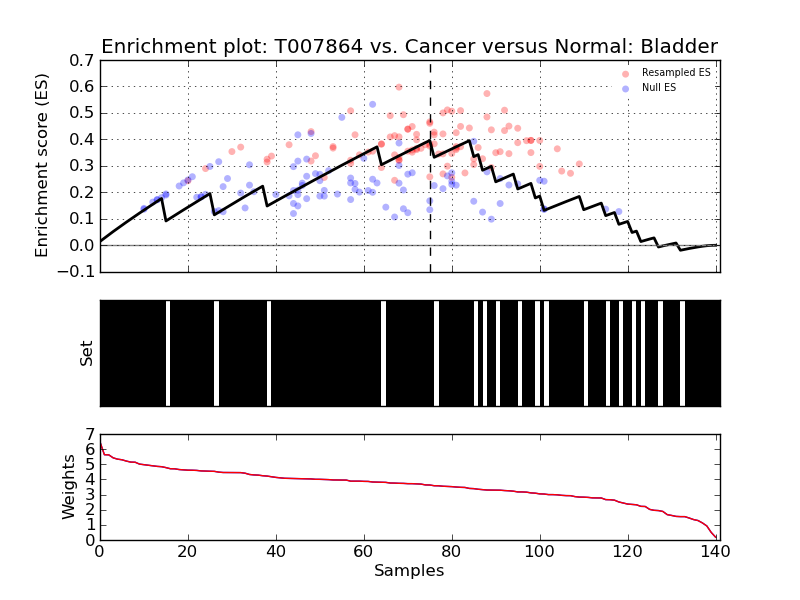 Enrichment plot: T007864 vs. Cancer versus Normal: Bladder
0.7
0.6
0.5
0.4
0.3
0.2
0.1
0.0
−0.1
Enrichment score (ES)
Resampled ES
Null ES
Set
7
6
5
4
3
2
1
0
Weights
0 20 40 60 80 100 120 140
Samples